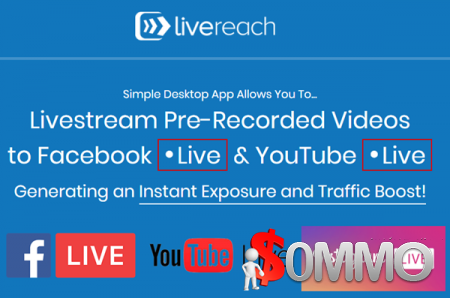 livereach
Simple Desktop App Allows You To...
Livestream Pre-Recorded Videos
to Facebook •Live & YouTube •Live
Generating an Instant Exposure and Traffic Boost!
f LIVE YouTube $OMMO LIVE